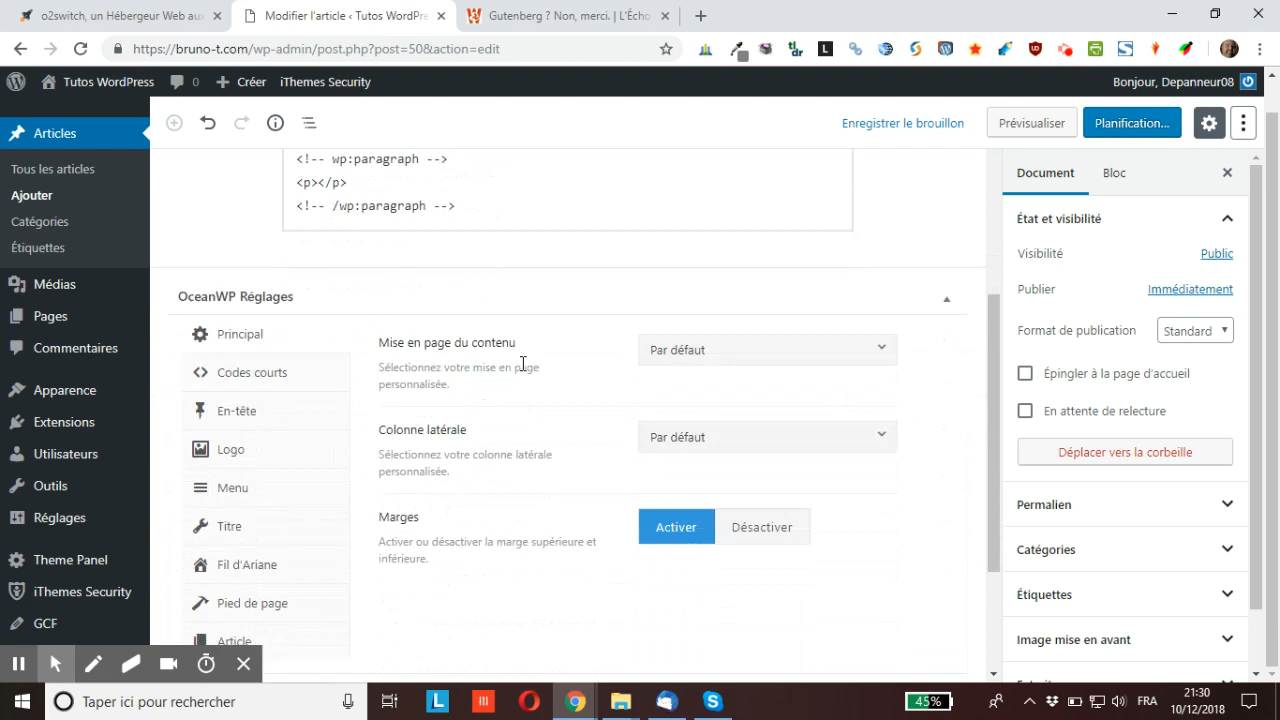 o2switch, un Hébergeur Web aux
Modifier l'article ‹ Tutos WordPre
Gutenberg ? Non, merci. | L'Écho
https://bruno-t.com/wp-admin/post.php?post=50&action=edit
Tutos WordPress
0
Créer
iThemes Security
Bonjour, Depanneur08
Articles
Tous les articles
Ajouter
Catégories
Étiquettes
Médias
Pages
Commentaires
Apparence
Extensions
Utilisateurs
Outils
Réglages
Theme Panel
iThemes Security
GCF
Enregistrer le brouillon
Prévisualiser
Planification...
<!-- wp:paragraph -->
<p></p>
<!-- /wp:paragraph -->
OceanWP Réglages
Principal
Codes courts
En-tête
Logo
Menu
Titre
Fil d'Ariane
Pied de page
Article
Mise en page du contenu
Sélectionnez votre mise en page
personnalisée.
Par défaut
Colonne latérale
Sélectionnez votre colonne latérale
personnalisée.
Par défaut
Marges
Activer ou désactiver la marge supérieure et
inférieure.
Activer
Désactiver
Document
Bloc
État et visibilité
Visibilité
Public
Publier
Immédiatement
Format de publication
Standard
Épingler à la page d'accueil
En attente de relecture
Déplacer vers la corbeille
Permalien
Catégories
Étiquettes
Image mise en avant
Taper ici pour rechercher
45%
FRA
21:30
10/12/2018